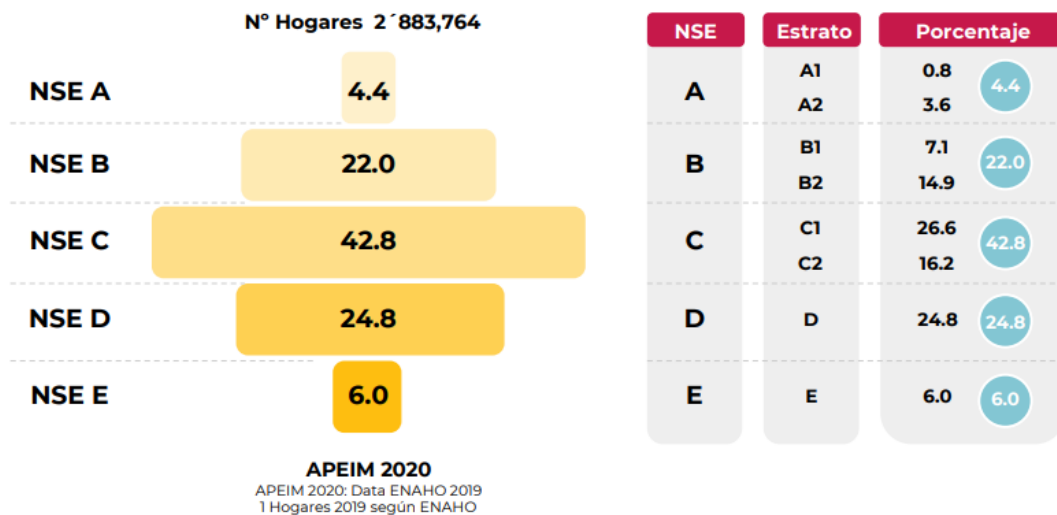 Nº Hogares 2´883,764
NSE A 4.4
NSE B 22.0
NSE C 42.8
NSE D 24.8
NSE E 6.0
APEIM 2020
APEIM 2020: Data ENAHO 2019
1 Hogares 2019 según ENAHO
NSE Estrato Porcentaje
A A1 0.8 4.4
A2 3.6
B B1 7.1 22.0
B2 14.9
C C1 26.6 42.8
C2 16.2
D D 24.8 24.8
E E 6.0 6.0